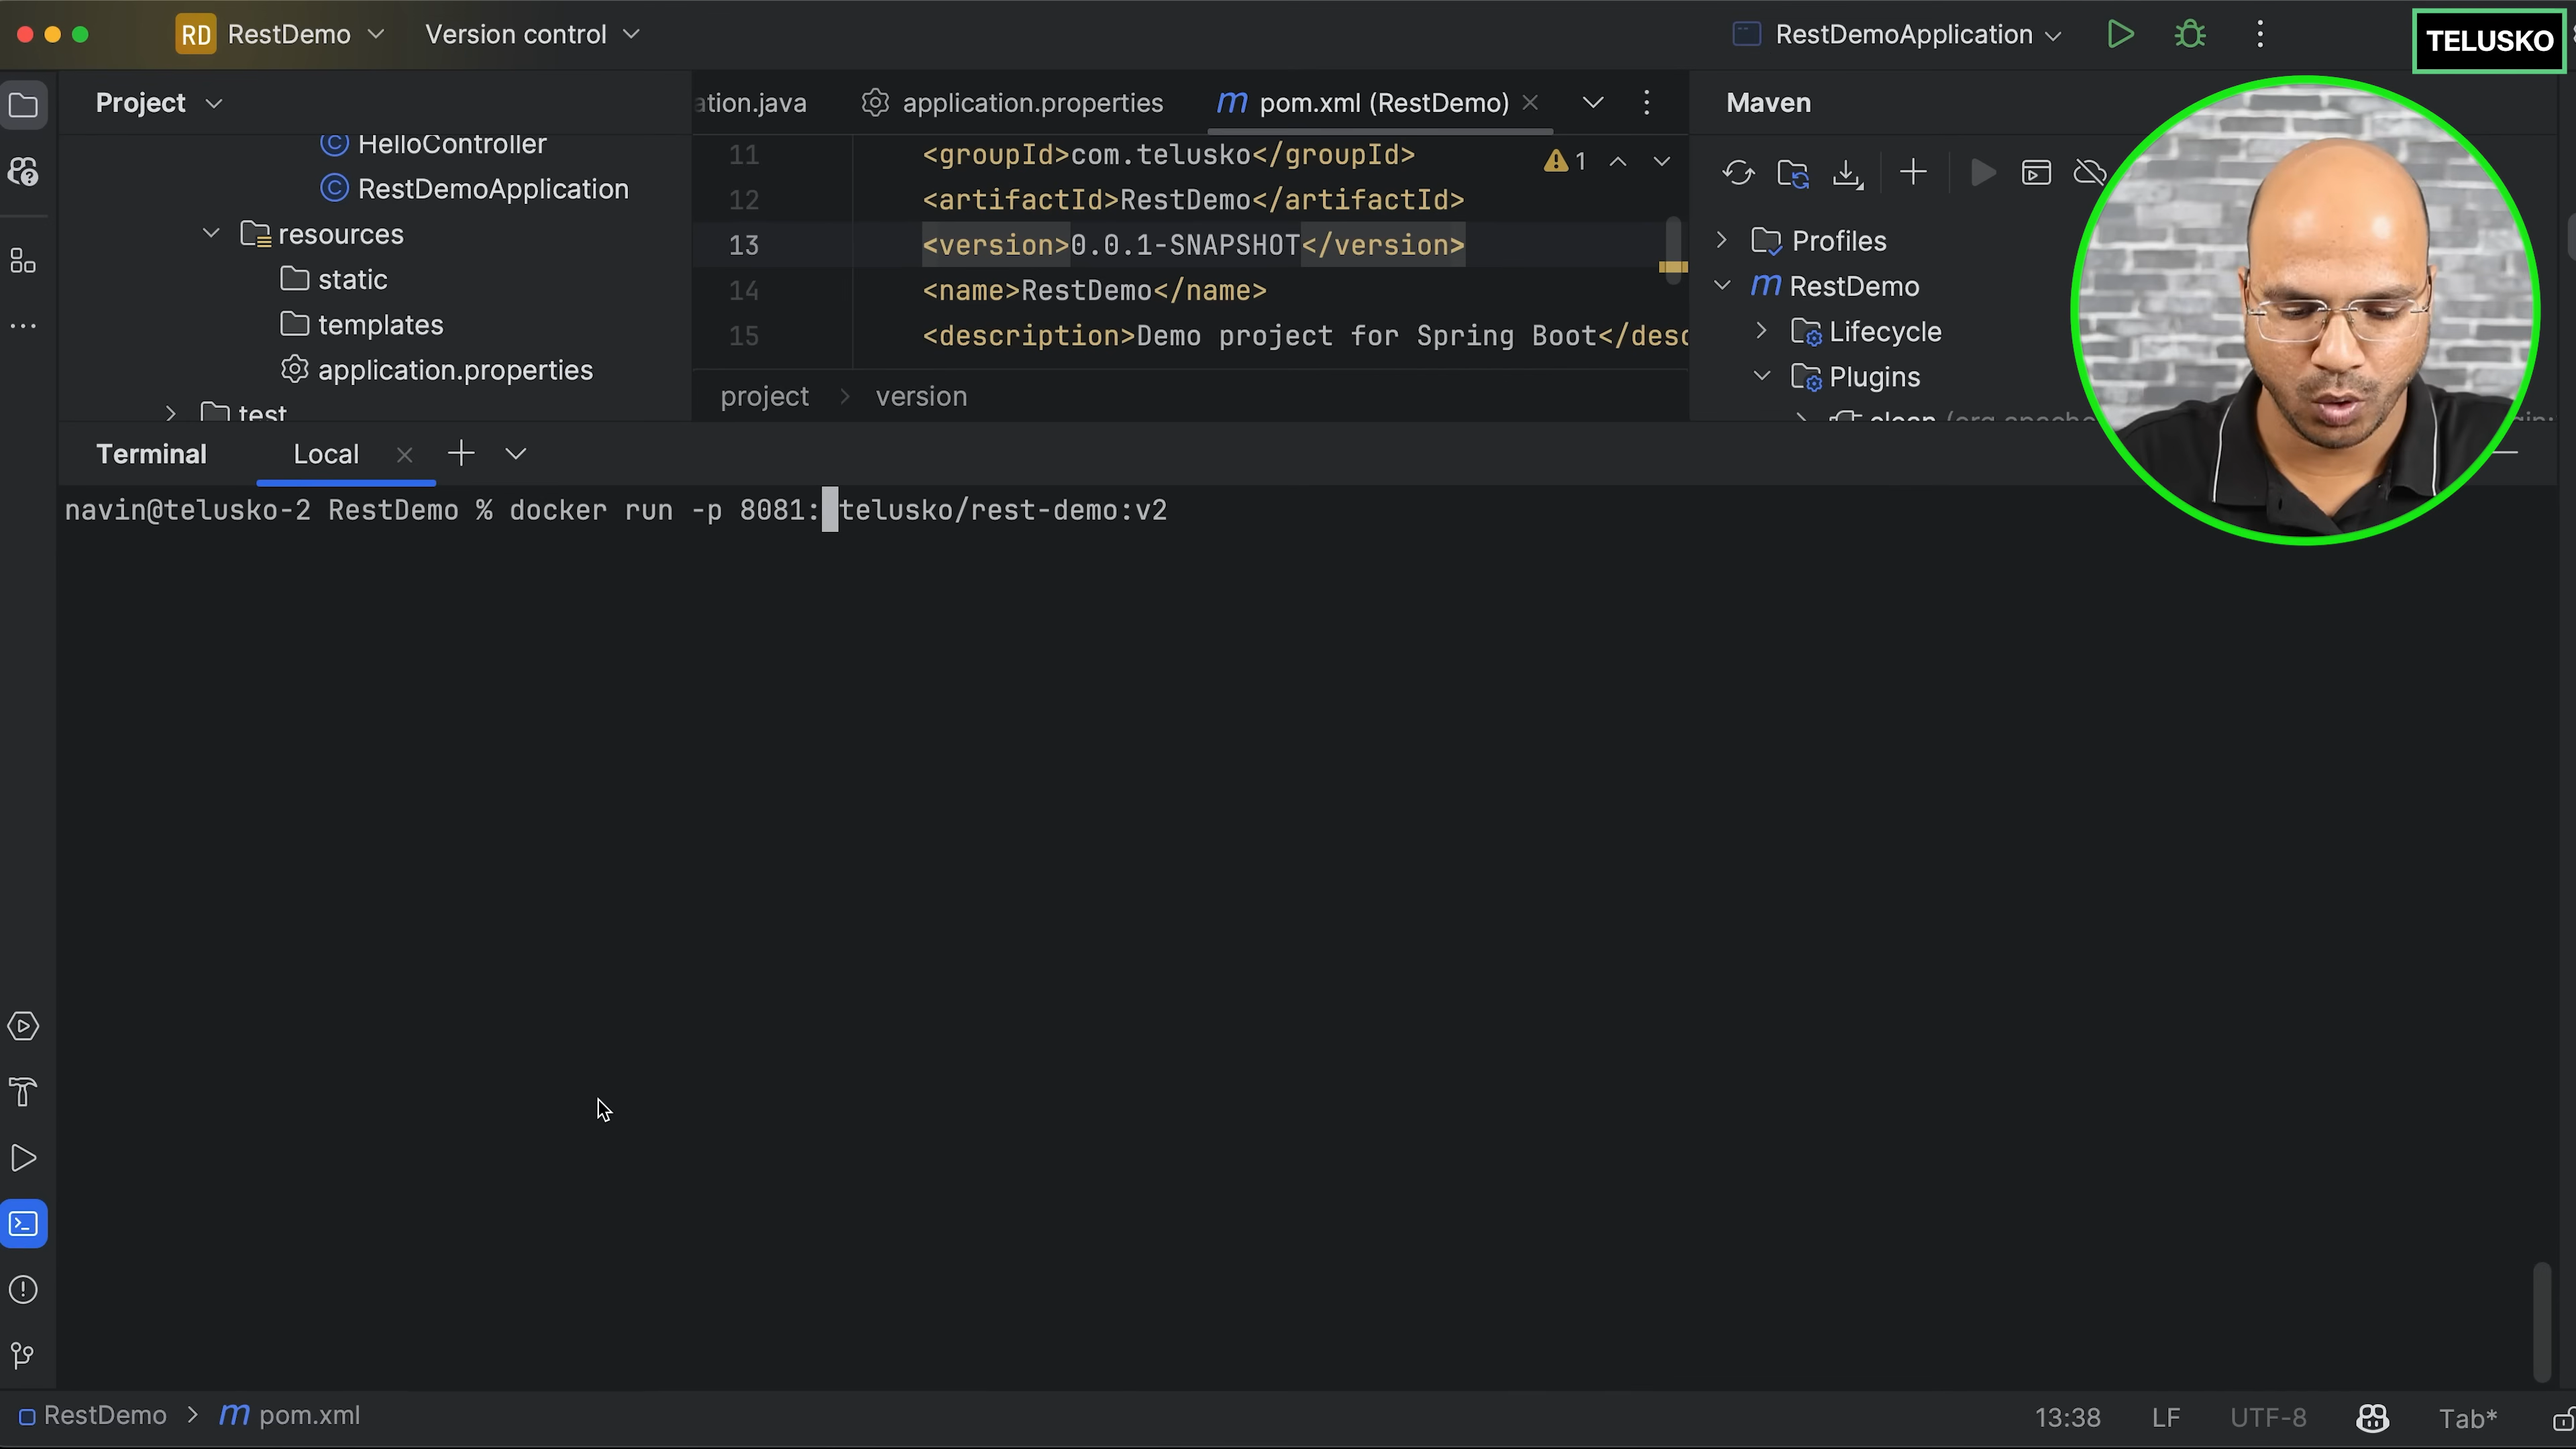 RD RestDemo Version control RestDemoApplication TELUSKO
Project
HelloController
RestDemoApplication
resources
static
templates
application.properties
test
ation.java application.properties m pom.xml (RestDemo)
11 <groupId>com.telusko</groupId> 1
12 <artifactId>RestDemo</artifactId>
13 <version>0.0.1-SNAPSHOT</version>
14 <name>RestDemo</name>
15 <description>Demo project for Spring Boot</desc
project > version
Maven
Profiles
m RestDemo
Lifecycle
Plugins
clean (org.apache
Terminal Local
navin@telusko-2 RestDemo % docker run -p 8081: telusko/rest-demo:v2
RestDemo > m pom.xml 13:38 LF UTF-8 Tab*